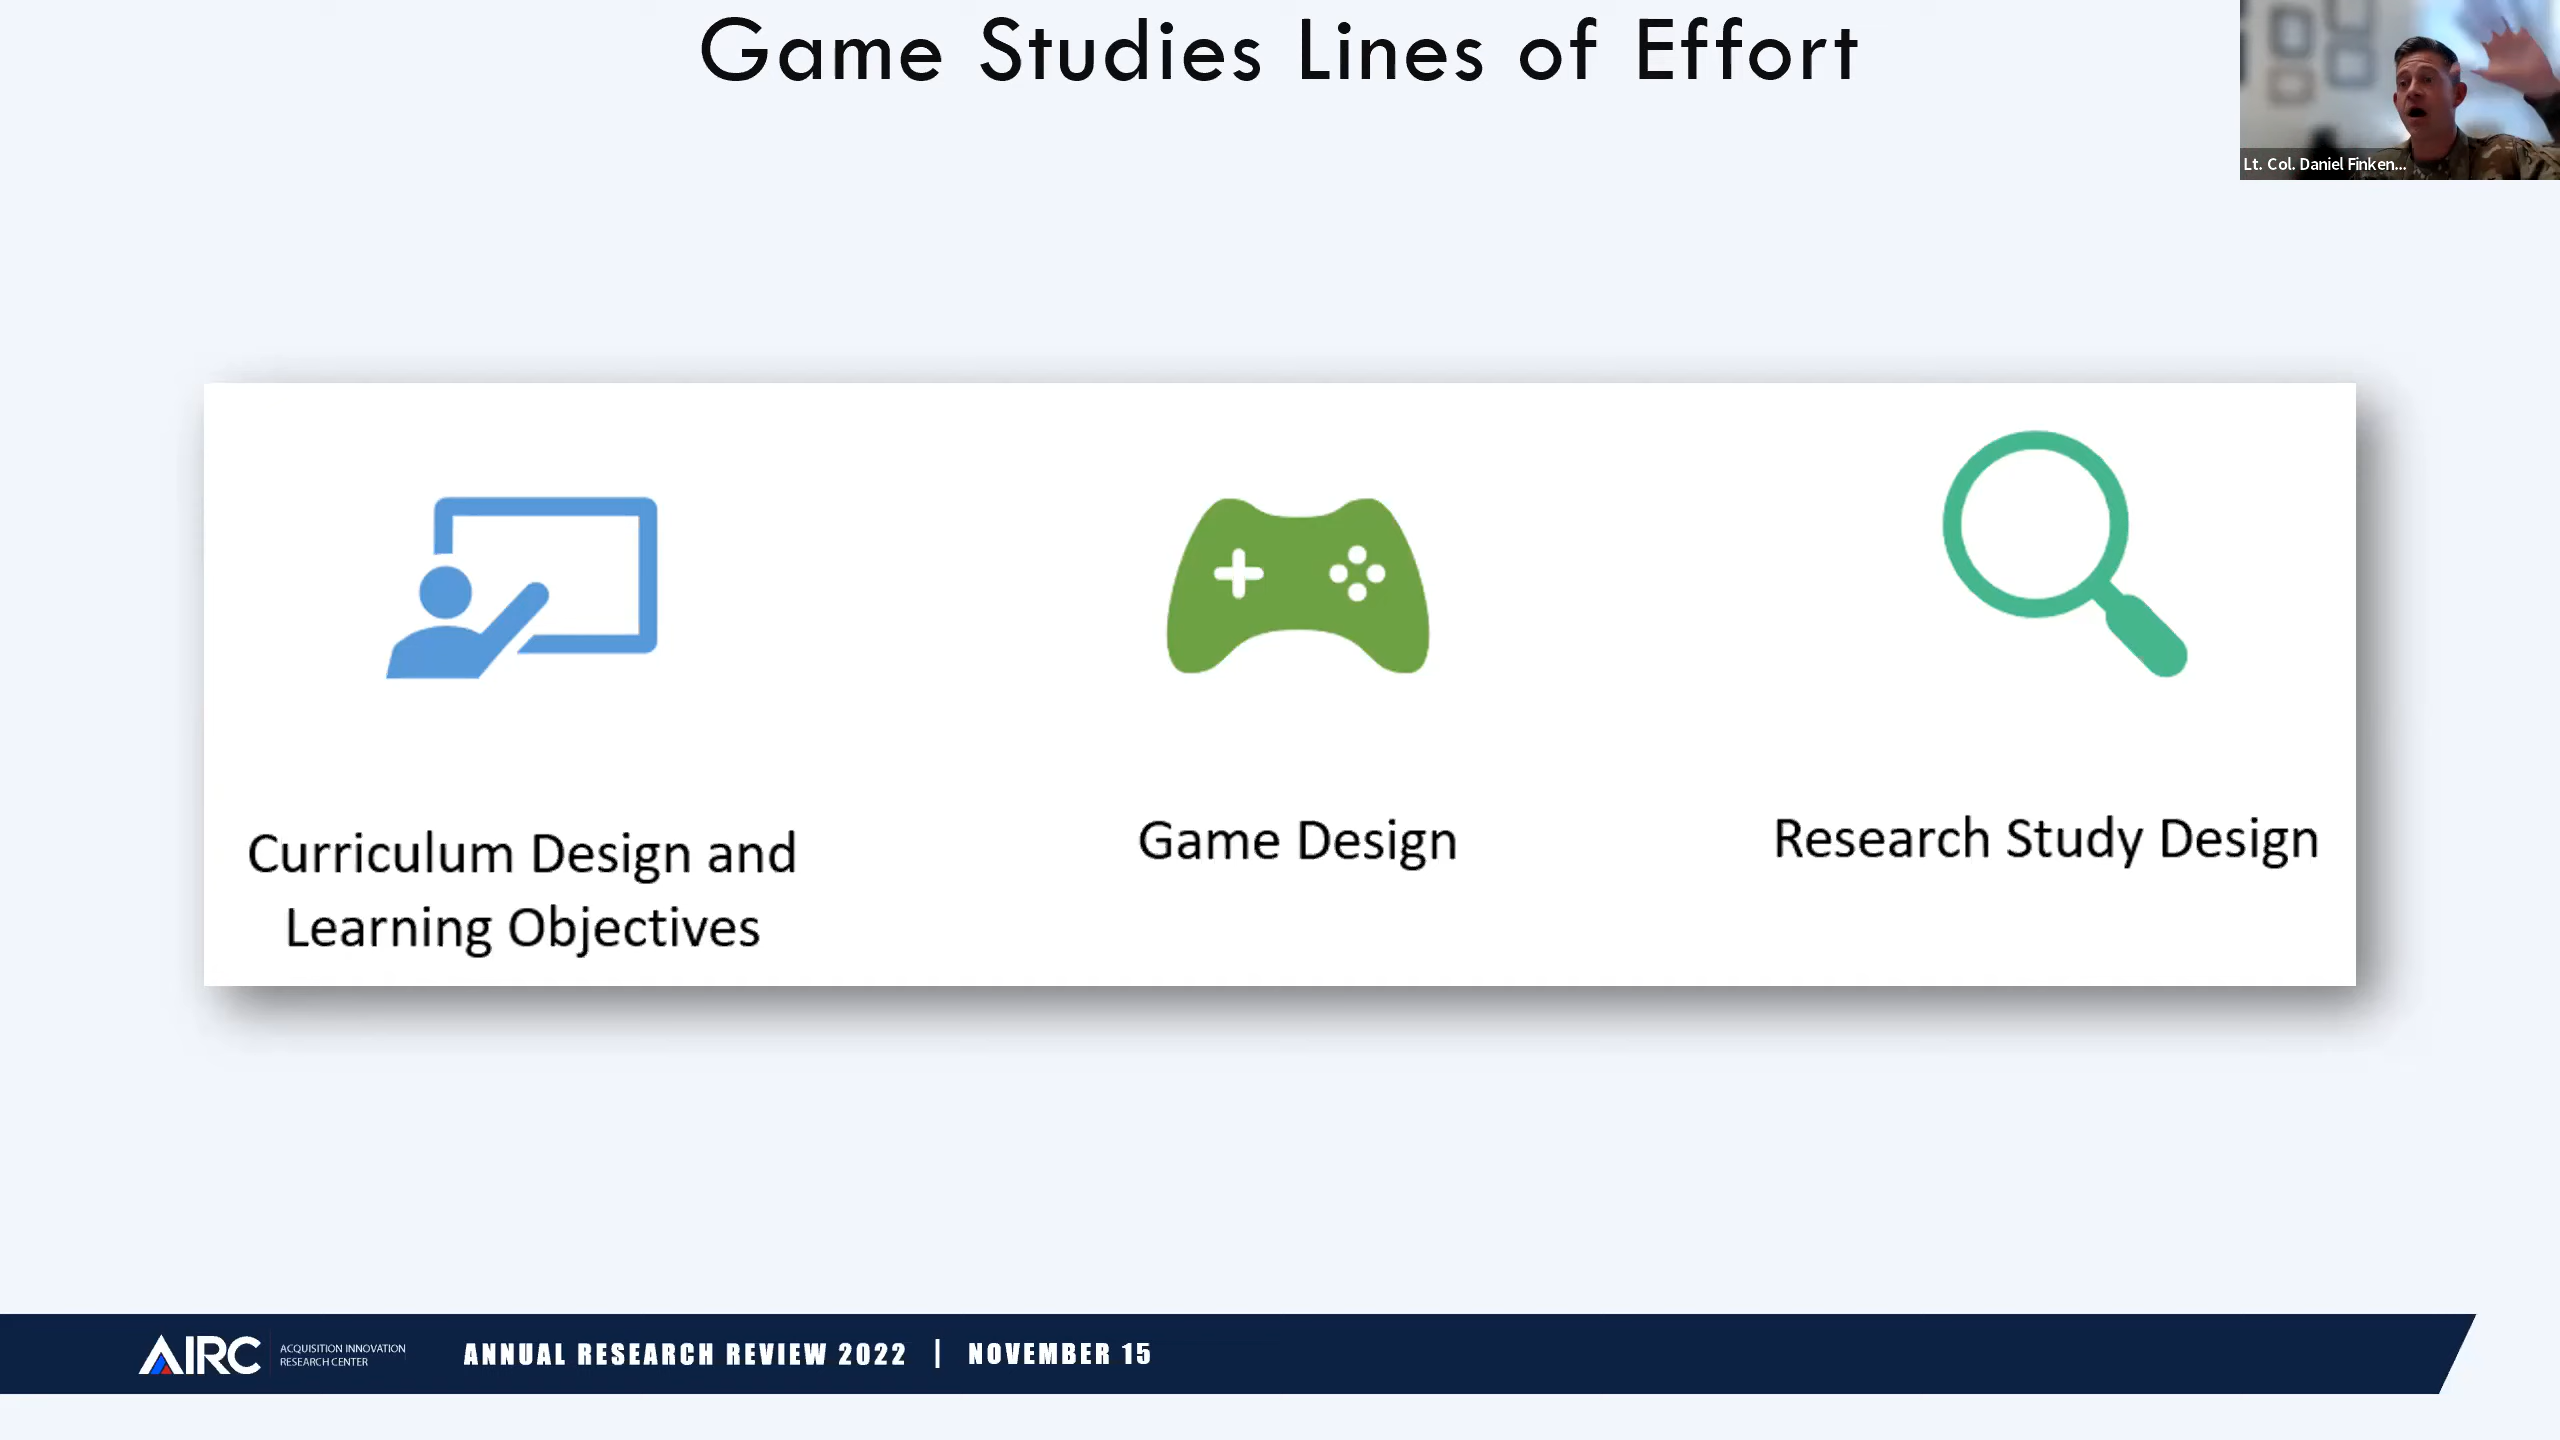 Game Studies Lines of Effort
Lt. Col. Daniel Finken...
Curriculum Design and
Learning Objectives
Game Design
Research Study Design
AIRC
ACQUISITION INNOVATION
RESEARCH CENTER
ANNUAL RESEARCH REVIEW 2022 | NOVEMBER 15